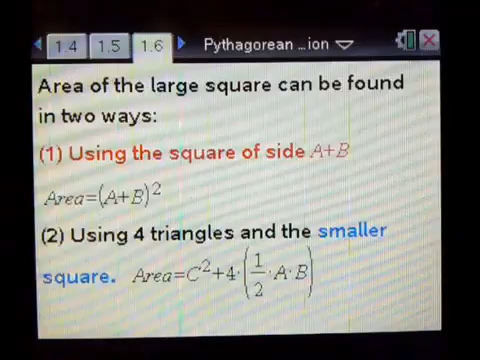 1.4 1.5 1.6 Pythagorean ...ion
Area of the large square can be found
in two ways:
(1) Using the square of side A+B
Area=(A+B)²
(2) Using 4 triangles and the smaller
square. Area=C²+4·(1/2·A·B)